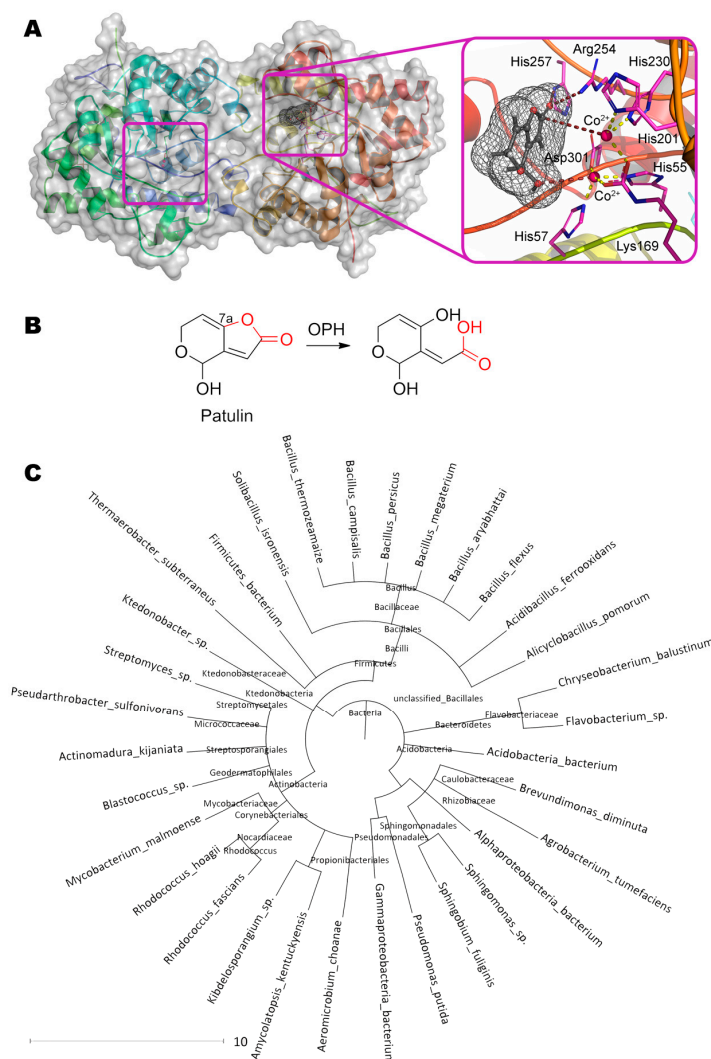 A
His257
Arg254
His230
Co2+
His201
Asp301
His55
Co2+
His57
Lys169
B
7a
O
O
O
OH
Patulin
OPH
OH
OH
O
O
OH
C
Thermaerobacter_subterraneus
Firmicutes_bacterium
Solibacillus_isronensis
Bacillus_thermozeamaize
Bacillus_campisalis
Bacillus_persicus
Bacillus_megaterium
Bacillus_aryabhattai
Bacillus_flexus
Acidibacillus_ferrooxidans
Alicyclobacillus_pomorum
Chryseobacterium_balustinum
Flavobacterium_sp.
Acidobacteria_bacterium
Brevundimonas_diminuta
Agrobacterium_tumefaciens
Alphaproteobacteria_bacterium
Sphingomonas_sp.
Sphingobium_fuliginis
Pseudomonas_putida
Gammaproteobacteria_bacterium
Aeromicrobium_choanae
Amycolatopsis_kentuckyensis
Kibdelosporangium_sp.
Rhodococcus_fascians
Rhodococcus_hoagii
Mycobacterium_malmoense
Blastococcus_sp.
Actinomadura_kijaniata
Pseudarthrobacter_sulfonivorans
Streptomyces_sp.
Ktedonobacter_sp.
Bacillus
Bacillaceae
Bacillales
Bacilli
Firmicutes
Ktedonobacteraceae
Ktedonobacteria
unclassified_Bacillales
Streptomycetales
Bacteria
Flavobacteriaceae
Micrococcaceae
Bacteroidetes
Streptosporangiales
Acidobacteria
Geodermatophilales
Caulobacteraceae
Actinobacteria
Rhizobiaceae
Mycobacteriaceae
Corynebacteriales
Sphingomonadales
Nocardiaceae
Pseudomonadales
Rhodococcus
Propionibacteriales
10